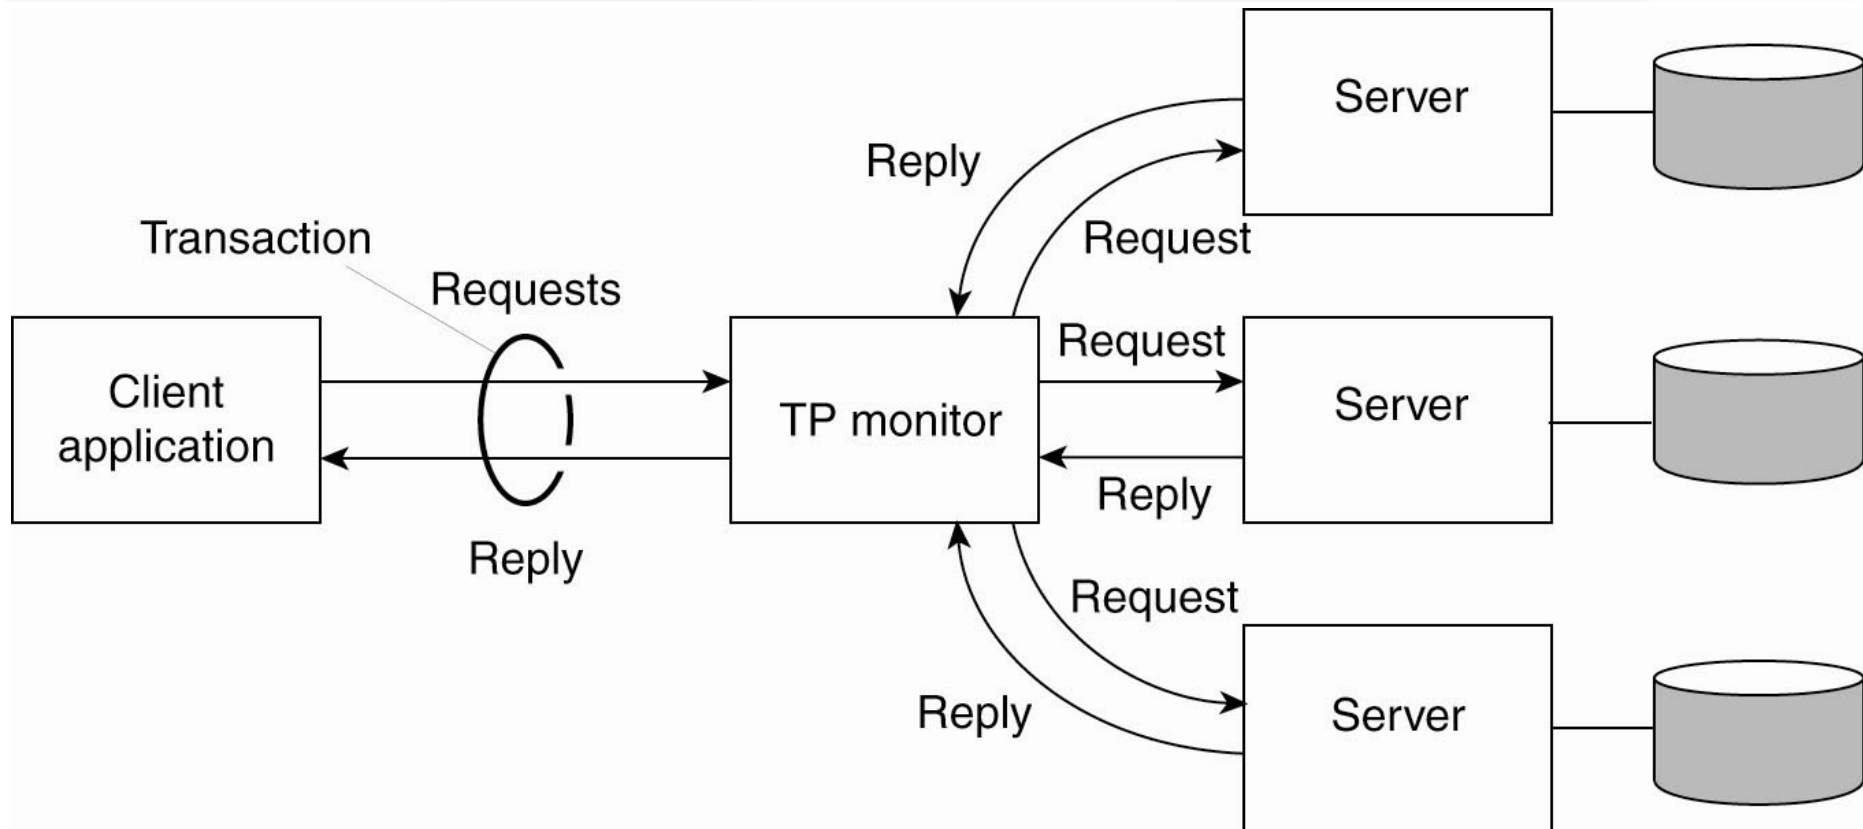 Server
Reply
Transaction
Request
Requests
Request
Client
application
TP monitor
Server
Reply
Reply
Request
Reply
Server